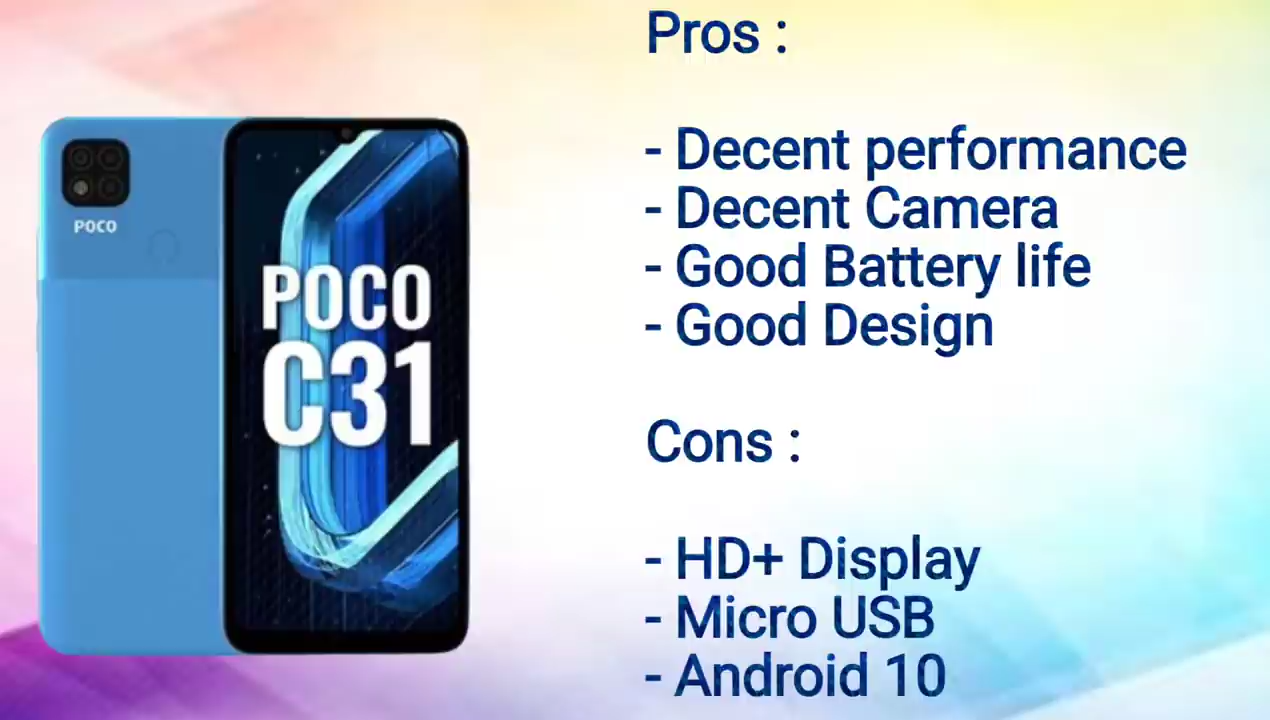 POCO
POCO
C31
Pros :
- Decent performance
- Decent Camera
- Good Battery life
- Good Design
Cons :
- HD+ Display
- Micro USB
- Android 10